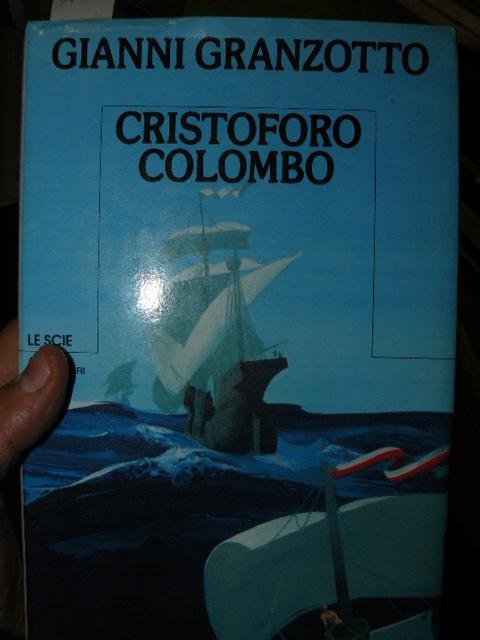 GIANNI GRANZOTTO
CRISTOFORO
COLOMBO
LE SCIE